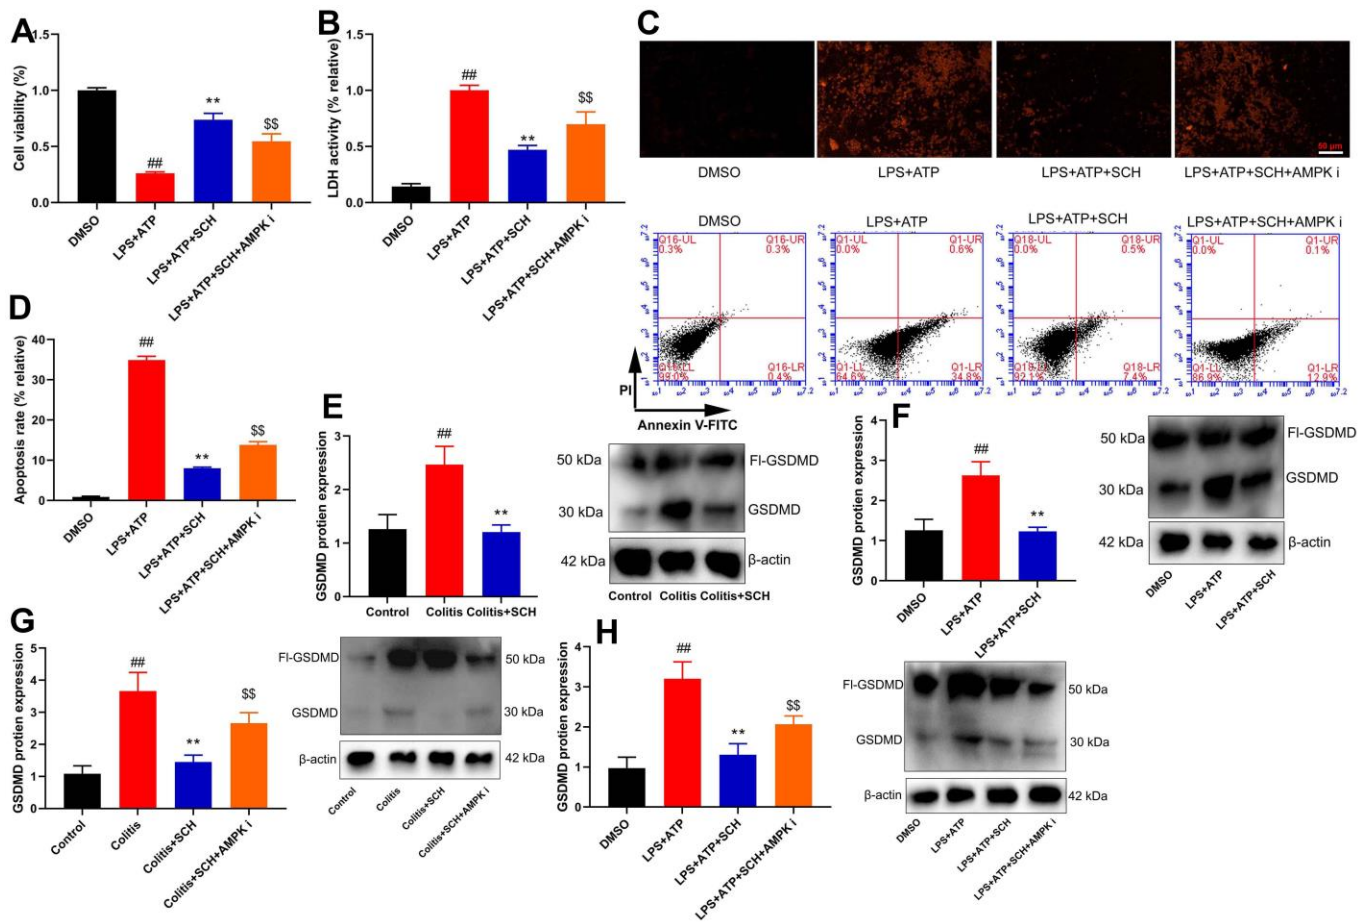 A
Cell viability (%)
1.5
1.0
0.5
0.0
##
**
$$
DMSO
LPS+ATP
LPS+ATP+SCH
LPS+ATP+SCH+AMPK i
B
LDH activity (% relative)
1.5
1.0
0.5
0.0
##
**
$$
DMSO
LPS+ATP
LPS+ATP+SCH
LPS+ATP+SCH+AMPK i
C
50 μm
DMSO
LPS+ATP
LPS+ATP+SCH
LPS+ATP+SCH+AMPK i
DMSO
LPS+ATP
LPS+ATP+SCH
LPS+ATP+SCH+AMPK i
Q16-UL
0.3%
Q16-UR
0.3%
99.0%
Q16-LR
0.4%
Q1-UL
0.0%
Q1-UR
0.6%
Q1-LL
64.6%
Q1-LR
34.8%
Q18-UL
0.0%
Q18-UR
0.5%
Q18-LL
92.1%
Q18-LR
7.4%
Q1-UL
0.0%
Q1-UR
0.1%
Q1-LL
86.9%
Q1-LR
12.9%
PI
Annexin V-FITC
D
Apoptosis rate (% relative)
40
30
20
10
0
##
**
$$
DMSO
LPS+ATP
LPS+ATP+SCH
LPS+ATP+SCH+AMPK i
E
GSDMD protien expression
3
2
1
0
##
**
Control
Colitis
Colitis+SCH
50 kDa
Fl-GSDMD
30 kDa
GSDMD
42 kDa
β-actin
Control
Colitis
Colitis+SCH
F
GSDMD protien expression
4
3
2
1
0
##
**
DMSO
LPS+ATP
LPS+ATP+SCH
50 kDa
Fl-GSDMD
30 kDa
GSDMD
42 kDa
β-actin
DMSO
LPS+ATP
LPS+ATP+SCH
G
GSDMD protien expression
5
4
3
2
1
0
##
**
$$
Control
Colitis
Colitis+SCH
Colitis+SCH+AMPK i
Fl-GSDMD
50 kDa
GSDMD
30 kDa
β-actin
42 kDa
Control
Colitis
Colitis+SCH
Colitis+SCH+AMPK i
H
GSDMD protien expression
4
3
2
1
0
##
**
$$
DMSO
LPS+ATP
LPS+ATP+SCH
LPS+ATP+SCH+AMPK i
Fl-GSDMD
50 kDa
GSDMD
30 kDa
β-actin
42 kDa
DMSO
LPS+ATP
LPS+ATP+SCH
LPS+ATP+SCH+AMPK i